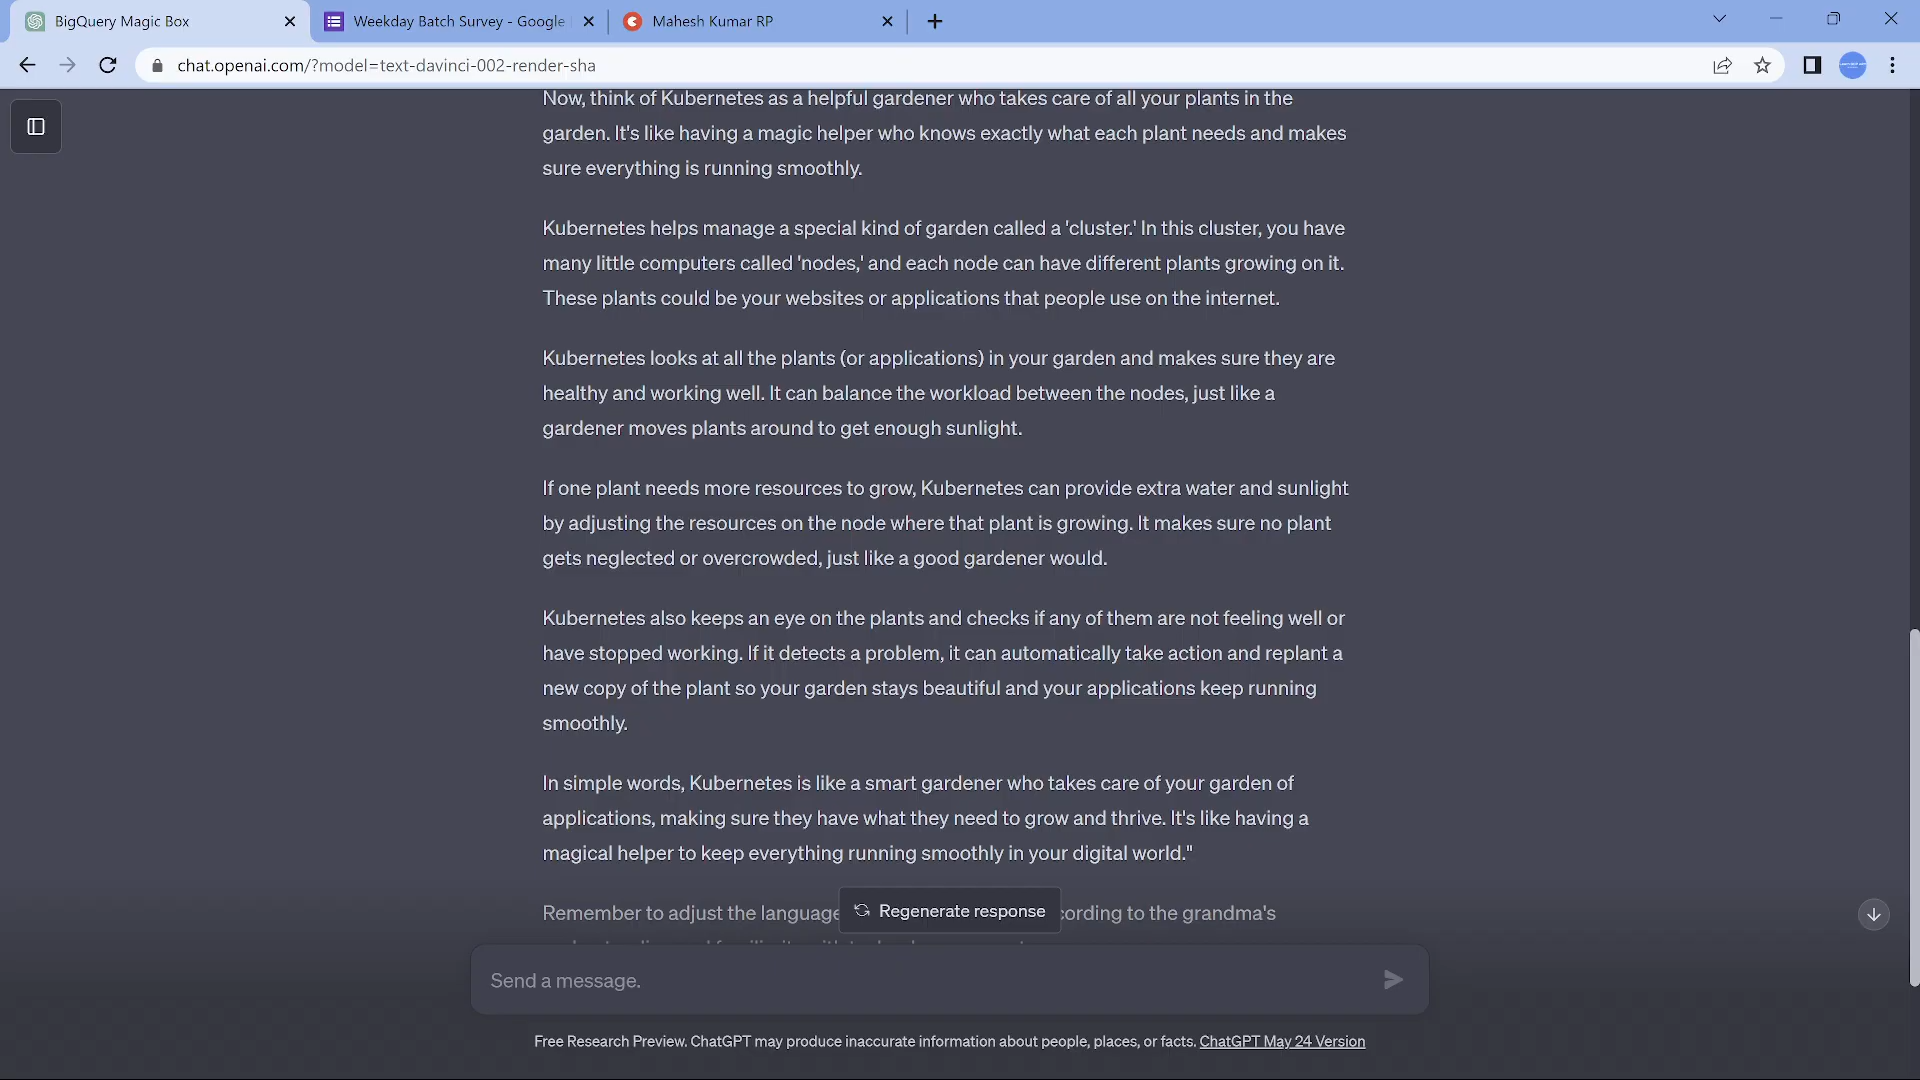 BigQuery Magic Box
Weekday Batch Survey - Google
Mahesh Kumar RP
chat.openai.com/?model=text-davinci-002-render-sha
Now, think of Kubernetes as a helpful gardener who takes care of all your plants in the
garden. It's like having a magic helper who knows exactly what each plant needs and makes
sure everything is running smoothly.
Kubernetes helps manage a special kind of garden called a 'cluster.' In this cluster, you have
many little computers called 'nodes,' and each node can have different plants growing on it.
These plants could be your websites or applications that people use on the internet.
Kubernetes looks at all the plants (or applications) in your garden and makes sure they are
healthy and working well. It can balance the workload between the nodes, just like a
gardener moves plants around to get enough sunlight.
If one plant needs more resources to grow, Kubernetes can provide extra water and sunlight
by adjusting the resources on the node where that plant is growing. It makes sure no plant
gets neglected or overcrowded, just like a good gardener would.
Kubernetes also keeps an eye on the plants and checks if any of them are not feeling well or
have stopped working. If it detects a problem, it can automatically take action and replant a
new copy of the plant so your garden stays beautiful and your applications keep running
smoothly.
In simple words, Kubernetes is like a smart gardener who takes care of your garden of
applications, making sure they have what they need to grow and thrive. It's like having a
magical helper to keep everything running smoothly in your digital world."
Remember to adjust the language cording to the grandma's
Regenerate response
Send a message.
Free Research Preview. ChatGPT may produce inaccurate information about people, places, or facts. ChatGPT May 24 Version